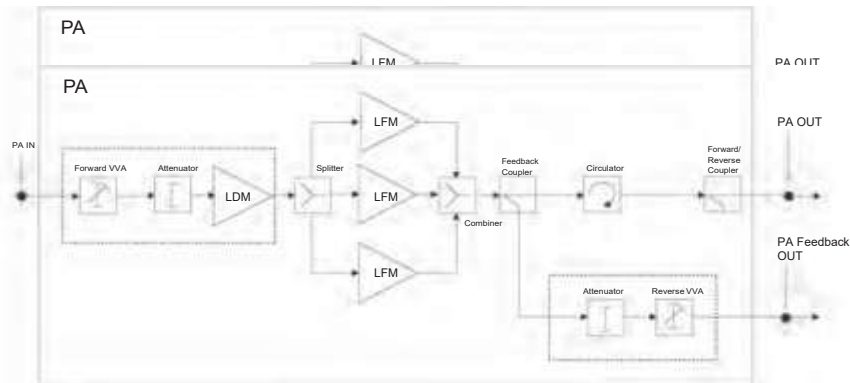 PA
LFM
PA OUT
PA
PA IN
LFM
PA OUT
Forward VVA
Attenuator
LDM
Splitter
LFM
Combiner
Feedback
Coupler
Circulator
Forward/
Reverse
Coupler
LFM
PA Feedback
OUT
Attenuator
Reverse VVA